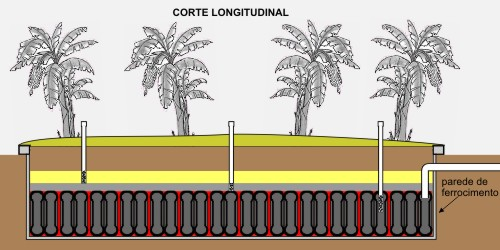 CORTE LONGITUDINAL
parede de
ferrocimento